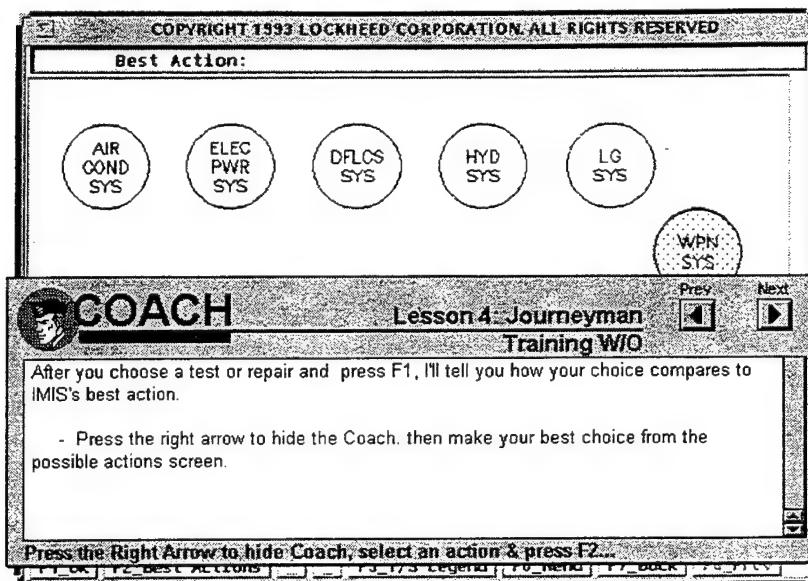 COPYRIGHT 1993 LOCKHEED CORPORATION. ALL RIGHTS RESERVED
Best Action:
AIR COND SYS
ELEC PWR SYS
DFLCS SYS
HYD SYS
LG SYS
WPN SYS
COACH
Lesson 4: Journeyman
Training W/O
Prev
Next
After you choose a test or repair and press F1, I'll tell you how your choice compares to
IMIS's best action.
- Press the right arrow to hide the Coach. then make your best choice from the
possible actions screen.
Press the Right Arrow to hide Coach, select an action & press F2...